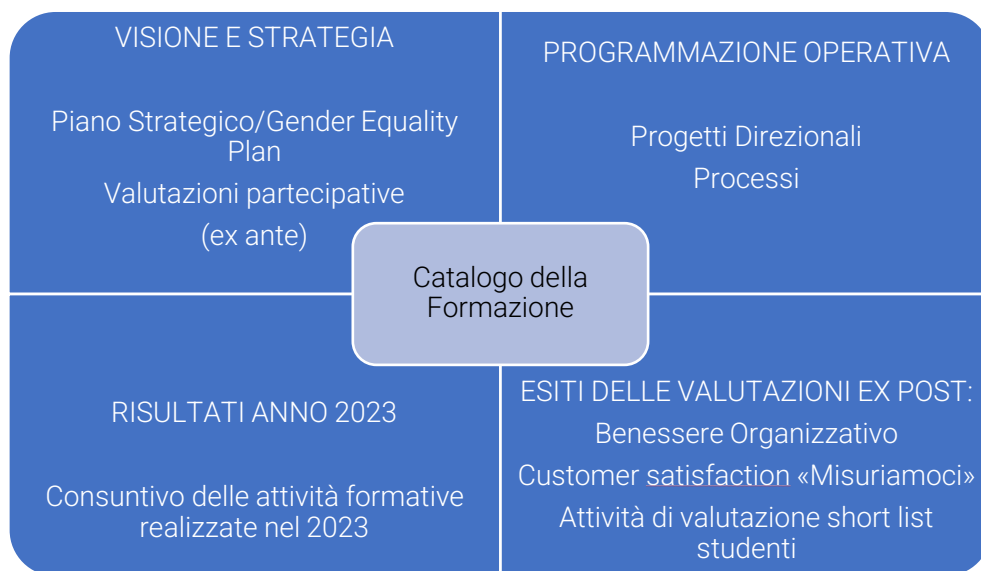 VISIONE E STRATEGIA
Piano Strategico/Gender Equality
Plan
Valutazioni partecipative
(ex ante)
PROGRAMMAZIONE OPERATIVA
Progetti Direzionali
Processi
Catalogo della
Formazione
RISULTATI ANNO 2023
Consuntivo delle attività formative
realizzate nel 2023
ESITI DELLE VALUTAZIONI EX POST:
Benessere Organizzativo
Customer satisfaction «Misuriamoci»
Attività di valutazione short list
studenti